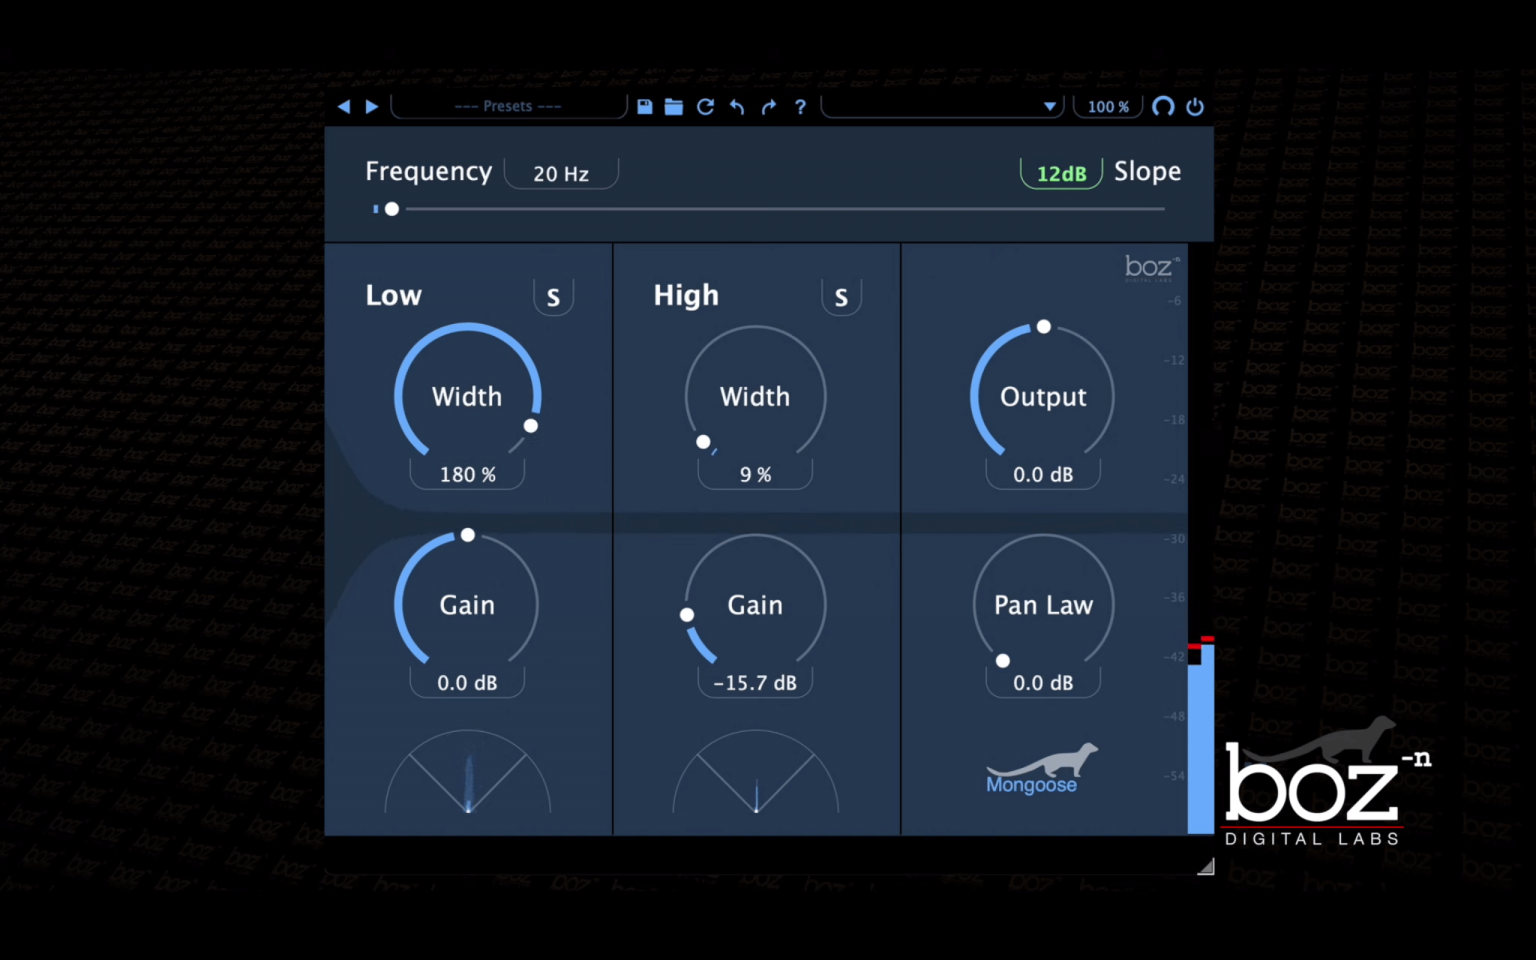 --- Presets ---
?
100 %
Frequency
20 Hz
12dB
Slope
Low
S
High
S
boz-n
DIGITAL LABS
Width
180 %
Width
9 %
Output
0.0 dB
Gain
0.0 dB
Gain
-15.7 dB
Pan Law
0.0 dB
-6
-12
-18
-24
-30
-36
-42
-48
-54
Mongoose
boz-n
DIGITAL LABS